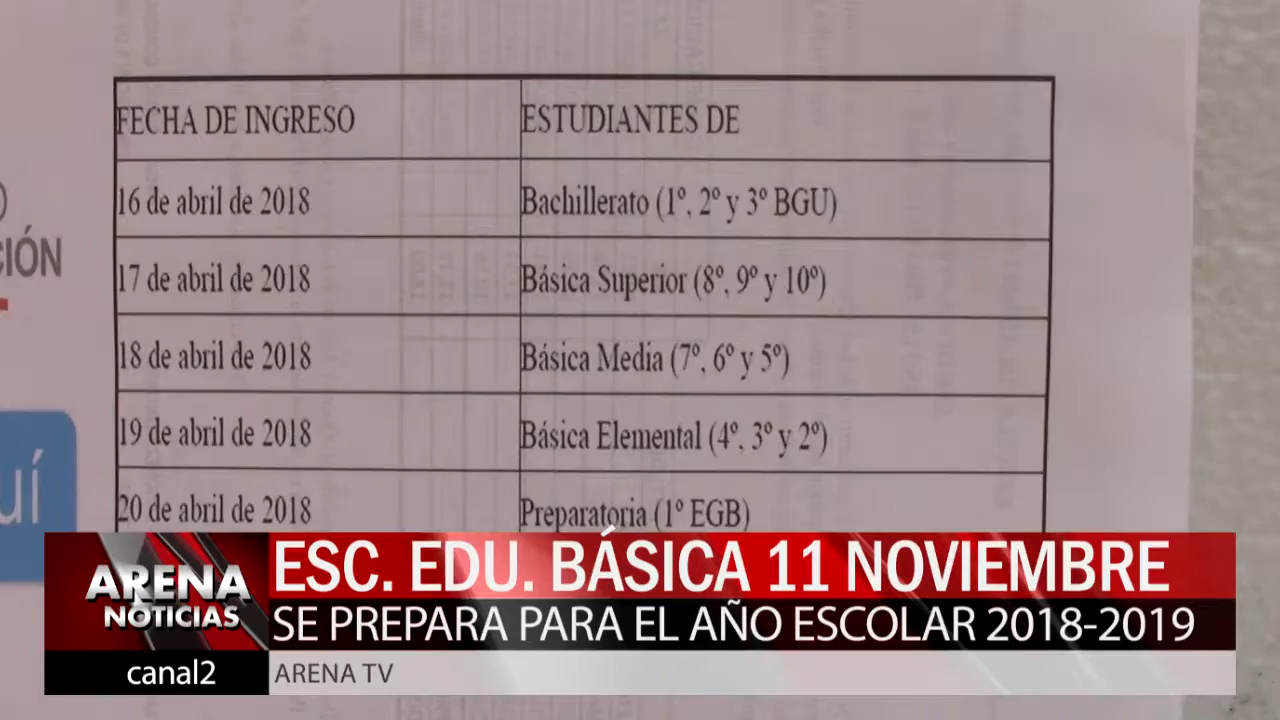 FECHA DE INGRESO ESTUDIANTES DE
16 de abril de 2018 Bachillerato (1º, 2º y 3º BGU)
17 de abril de 2018 Básica Superior (8º, 9º y 10º)
CIÓN
18 de abril de 2018 Básica Media (7º, 6º y 5º)
19 de abril de 2018 Básica Elemental (4º, 3º y 2º)
uí
20 de abril de 2018 Preparatoria (1º EGB)
ARENA
NOTICIAS
canal2
ESC. EDU. BÁSICA 11 NOVIEMBRE
SE PREPARA PARA EL AÑO ESCOLAR 2018-2019
ARENA TV